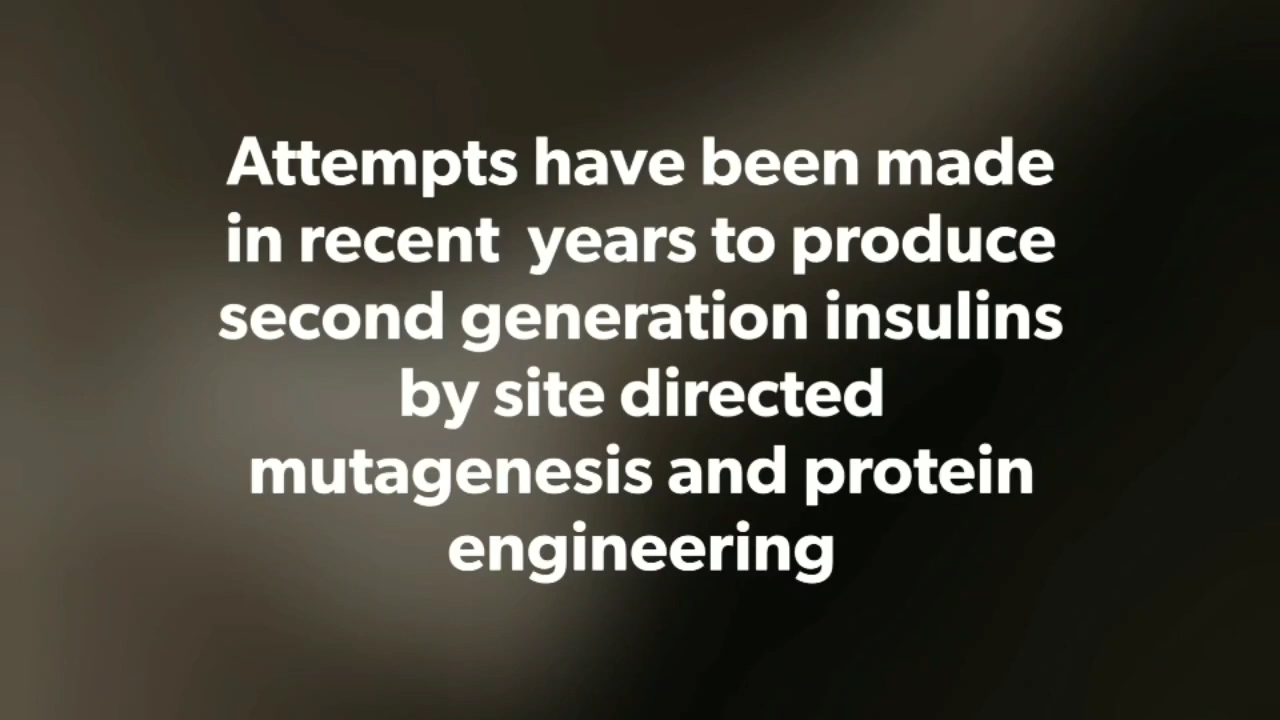 Attempts have been made
in recent  years to produce
second generation insulins
by site directed
mutagenesis and protein
engineering